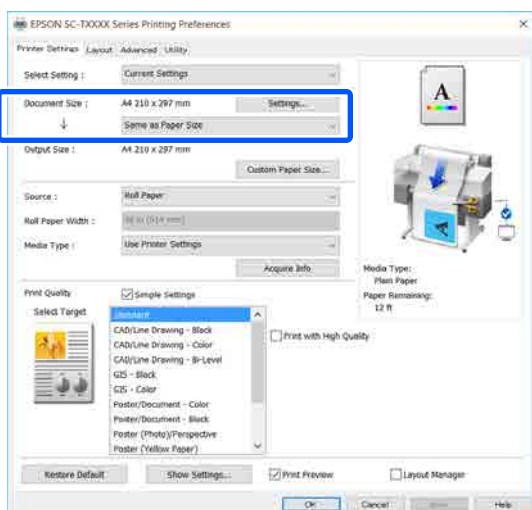 EPSON SC-TXXXX Series Printing Preferences
Printer Settings Layout Advanced Utility
Select Setting : Current Settings
Document Size : A4 210 x 297 mm Settings...
↓ Same as Paper Size
Output Size : A4 210 x 297 mm
Custom Paper Size...
Source : Roll Paper
Roll Paper Width :
Media Type : Use Printer Settings
Acquire Info
A
Media Type:
Plain Paper
Paper Remaining:
12 ft
Print Quality Simple Settings
Select Target
Standard
CAD/Line Drawing - Black
CAD/Line Drawing - Color
CAD/Line Drawing - Bi-Level
GIS - Black
GIS - Color
Poster/Document - Color
Poster/Document - Black
Poster (Photo)/Perspective
Poster (Yellow Paper)
Print with High Quality
Restore Default Show Settings... Print Preview Layout Manager
OK Cancel Help